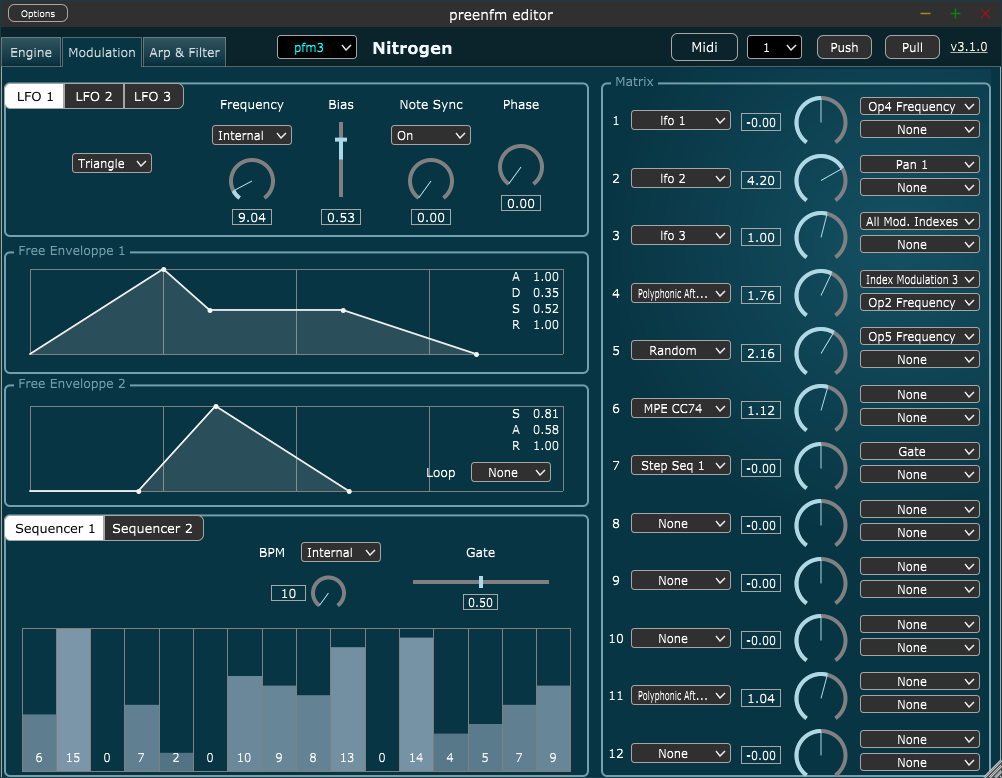 Options
preenfm editor
Engine
Modulation
Arp & Filter
pfm3
Nitrogen
Midi
1
Push
Pull
v3.1.0
LFO 1
LFO 2
LFO 3
Frequency
Bias
Note Sync
Phase
Triangle
Internal
On
9.04
0.53
0.00
0.00
Free Enveloppe 1
A 1.00
D 0.35
S 0.52
R 1.00
Free Enveloppe 2
S 0.81
A 0.58
R 1.00
Loop
None
Sequencer 1
Sequencer 2
BPM
Internal
Gate
10
0.50
6 15 0 7 2 0 10 9 8 13 0 14 4 5 7 9
Matrix
1 lfo 1 -0.00 Op4 Frequency
None
2 lfo 2 4.20 Pan 1
None
3 lfo 3 1.00 All Mod. Indexes
None
4 Polyphonic Aft... 1.76 Index Modulation 3
Op2 Frequency
5 Random 2.16 Op5 Frequency
None
6 MPE CC74 1.12 None
None
7 Step Seq 1 -0.00 Gate
None
8 None -0.00 None
None
9 None -0.00 None
None
10 None -0.00 None
None
11 Polyphonic Aft... 1.04 None
None
12 None -0.00 None
None